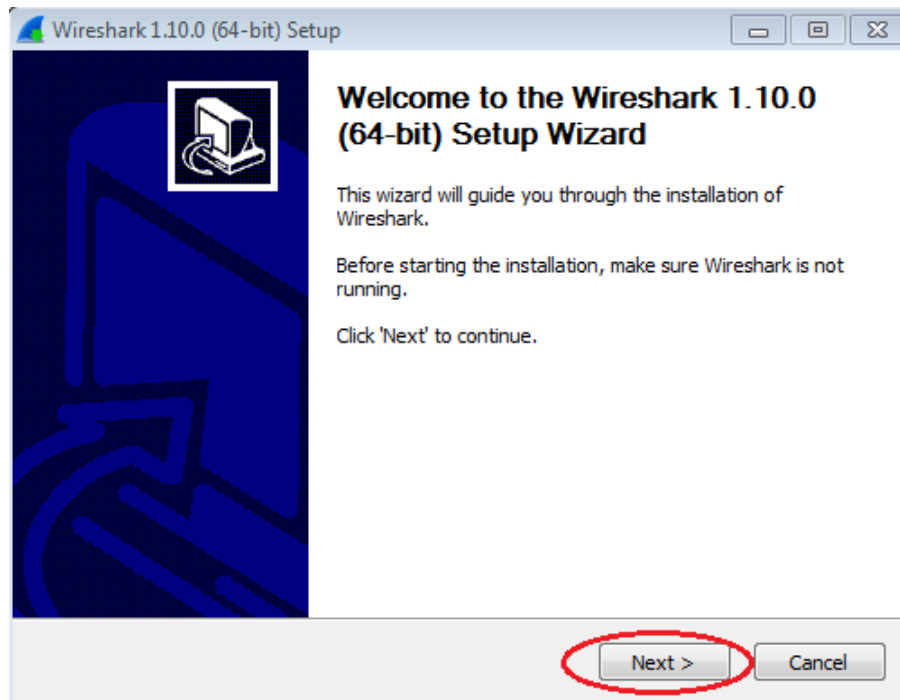 Wireshark 1.10.0 (64-bit) Setup
Welcome to the Wireshark 1.10.0
(64-bit) Setup Wizard
This wizard will guide you through the installation of
Wireshark.
Before starting the installation, make sure Wireshark is not
running.
Click 'Next' to continue.
Next >
Cancel